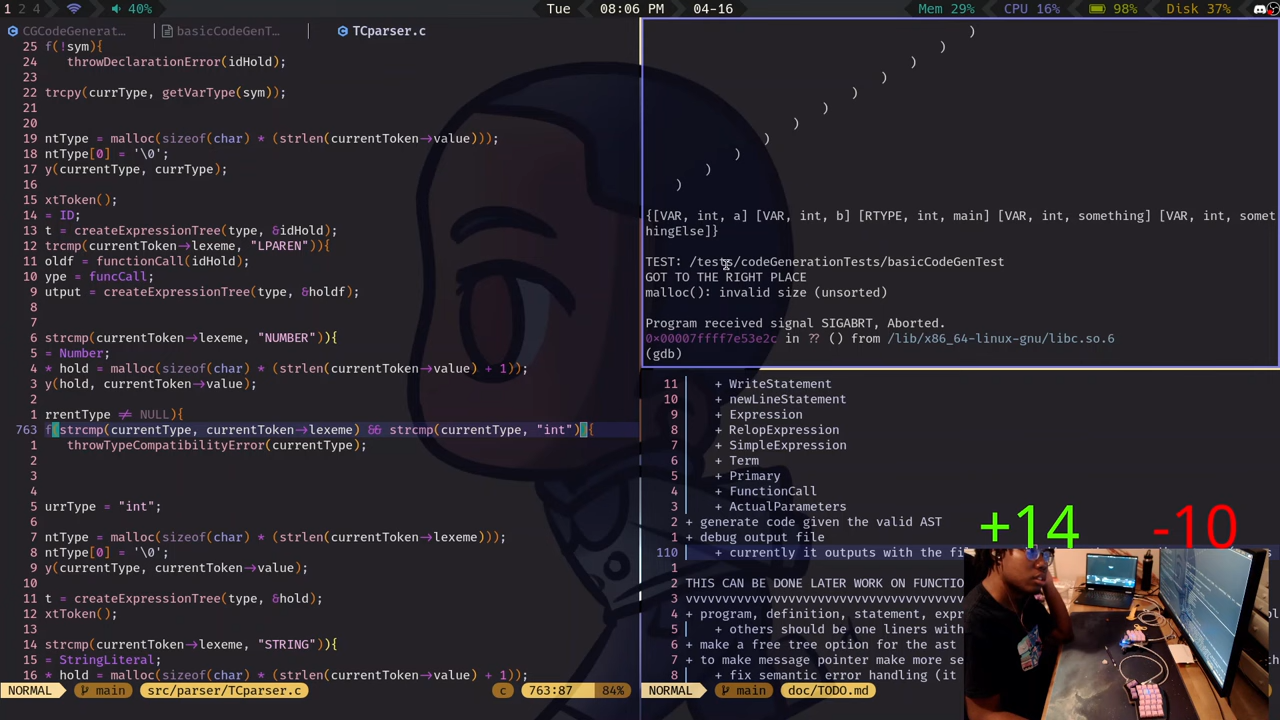 1 2 4 40% Tue 08:06 PM 04-16 Mem 29% CPU 16% 98% Disk 37%
CGCodeGenerat… basicCodeGenT… TCparser.c
25 f(!sym){
24 throwDeclarationError(idHold);
23
22 trcpy(currType, getVarType(sym));
21
20
19 ntType = malloc(sizeof(char) * (strlen(currentToken→value)));
18 ntType[0] = '\0';
17 y(currentType, currType);
16
15 xtToken();
14 = ID;
13 t = createExpressionTree(type, &idHold);
12 trcmp(currentToken→lexeme, "LPAREN")){
11 oldf = functionCall(idHold);
10 ype = funcCall;
9 utput = createExpressionTree(type, &holdf);
8
7
6 strcmp(currentToken→lexeme, "NUMBER")){
5 = Number;
4 * hold = malloc(sizeof(char) * (strlen(currentToken→value) + 1));
3 y(hold, currentToken→value);
2
1 rrentType ≠ NULL){
763 f(strcmp(currentType, currentToken→lexeme) && strcmp(currentType, "int")){
1 throwTypeCompatibilityError(currentType);
2
3
4
5 urrType = "int";
6
7 ntType = malloc(sizeof(char) * (strlen(currentToken→lexeme)));
8 ntType[0] = '\0';
9 y(currentType, currentToken→value);
10
11 t = createExpressionTree(type, &hold);
12 xtToken();
13
14 strcmp(currentToken→lexeme, "STRING")){
15 = StringLiteral;
16 * hold = malloc(sizeof(char) * (strlen(currentToken→value) + 1));
NORMAL main src/parser/TCparser.c c 763:87 84%
)
)
)
)
)
)
)
)
)
)
)
{[VAR, int, a] [VAR, int, b] [RTYPE, int, main] [VAR, int, something] [VAR, int, somet
hingElse]}
TEST: /tests/codeGenerationTests/basicCodeGenTest
GOT TO THE RIGHT PLACE
malloc(): invalid size (unsorted)
Program received signal SIGABRT, Aborted.
0×00007ffff7e53e2c in ?? () from /lib/x86_64-linux-gnu/libc.so.6
(gdb)
11 + WriteStatement
10 + newLineStatement
9 + Expression
8 + RelopExpression
7 + SimpleExpression
6 + Term
5 + Primary
4 + FunctionCall
3 + ActualParameters
2 + generate code given the valid AST
1 + debug output file
110 + currently it outputs with the fi
1
2 THIS CAN BE DONE LATER WORK ON FUNCTIO
3 vvvvvvvvvvvvvvvvvvvvvvvvvvvvvvvvvvvvvv
4 + program, definition, statement, expr
5 + others should be one liners with
6 + make a free tree option for the ast
7 + to make message pointer make more se
8 + fix semantic error handling (it
NORMAL main doc/TODO.md
+14 -10